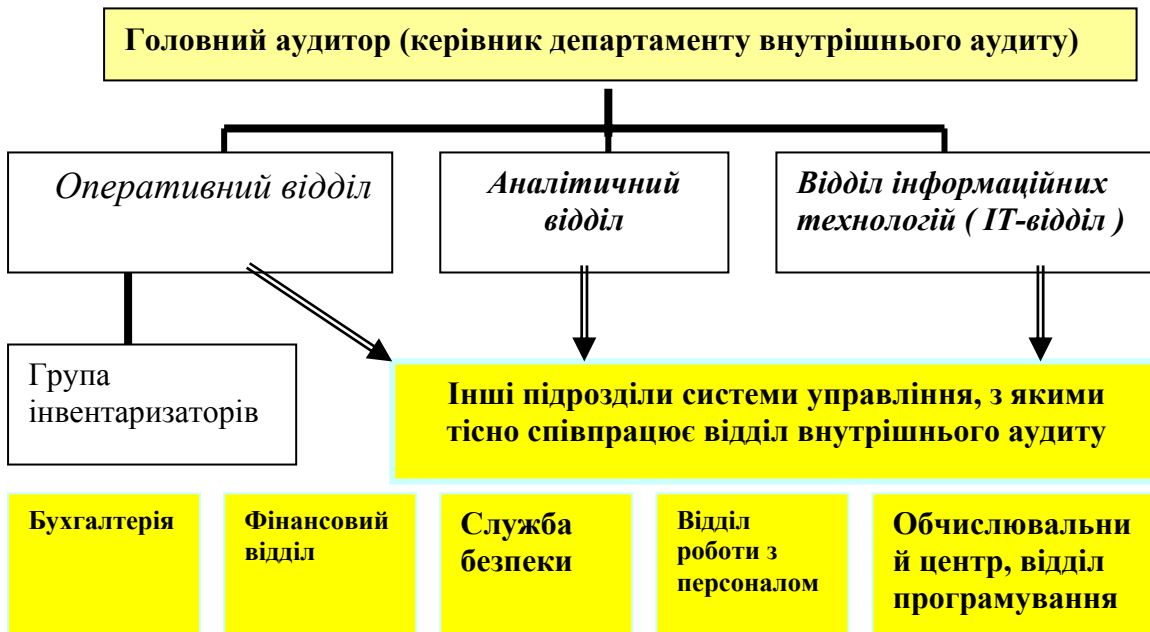 Головний аудитор (керівник департаменту внутрішнього аудиту)
Оперативний відділ
Аналітичний
відділ
Відділ інформаційних
технологій ( ІТ-відділ )
Група
інвентаризаторів
Інші підрозділи системи управління, з якими
тісно співпрацює відділ внутрішнього аудиту
Бухгалтерія
Фінансовий
відділ
Служба
безпеки
Відділ
роботи з
персоналом
Обчислювальни
й центр, відділ
програмування